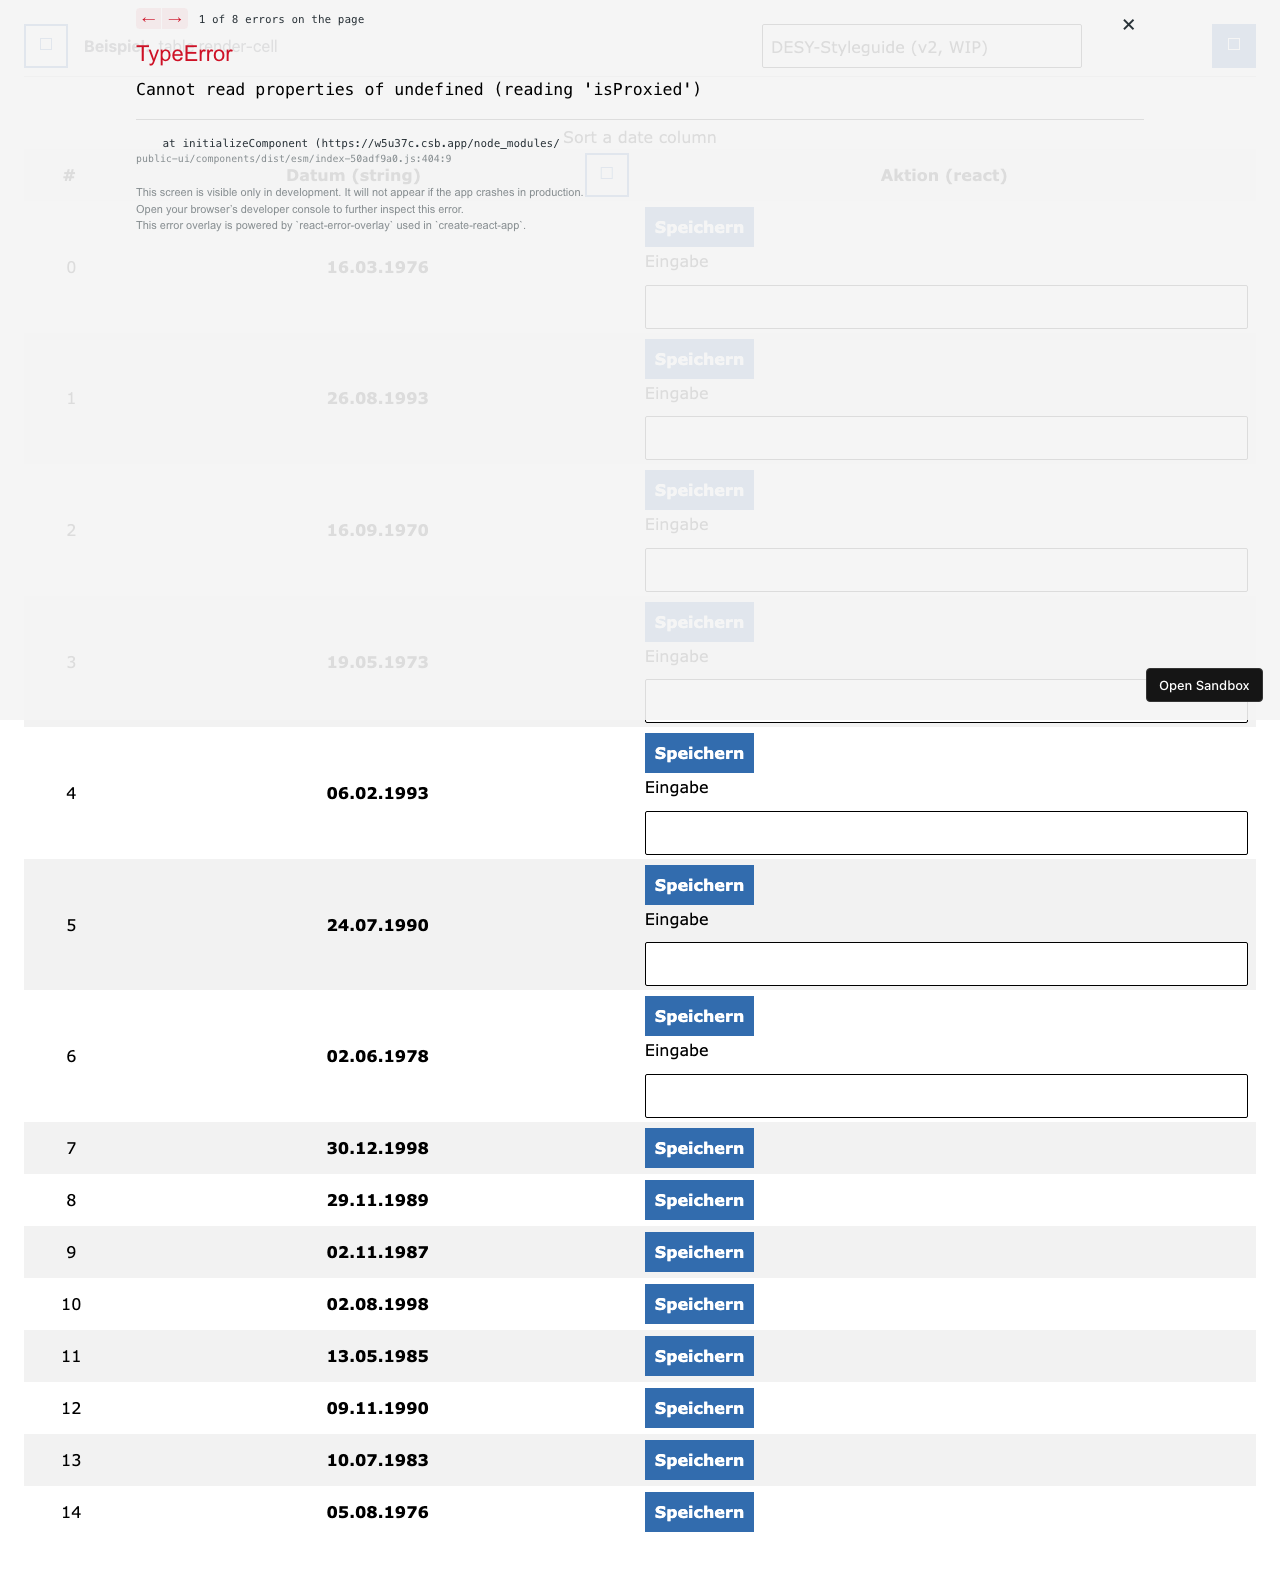 ← → 1 of 8 errors on the page
Beispiel table render-cell
DESY-Styleguide (v2, WIP)
TypeError
Cannot read properties of undefined (reading 'isProxied')
Sort a date column
at initializeComponent (https://w5u37c.csb.app/node_modules/
public-ui/components/dist/esm/index-50adf9a0.js:404:9
# Datum (string) Aktion (react)
This screen is visible only in development. It will not appear if the app crashes in production.
Open your browser’s developer console to further inspect this error.
This error overlay is powered by `react-error-overlay` used in `create-react-app`.
Speichern
0 16.03.1976 Eingabe
Speichern
1 26.08.1993 Eingabe
Speichern
2 16.09.1970 Eingabe
Speichern
3 19.05.1973 Eingabe
Open Sandbox
Speichern
4 06.02.1993 Eingabe
Speichern
5 24.07.1990 Eingabe
Speichern
6 02.06.1978 Eingabe
7 30.12.1998 Speichern
8 29.11.1989 Speichern
9 02.11.1987 Speichern
10 02.08.1998 Speichern
11 13.05.1985 Speichern
12 09.11.1990 Speichern
13 10.07.1983 Speichern
14 05.08.1976 Speichern